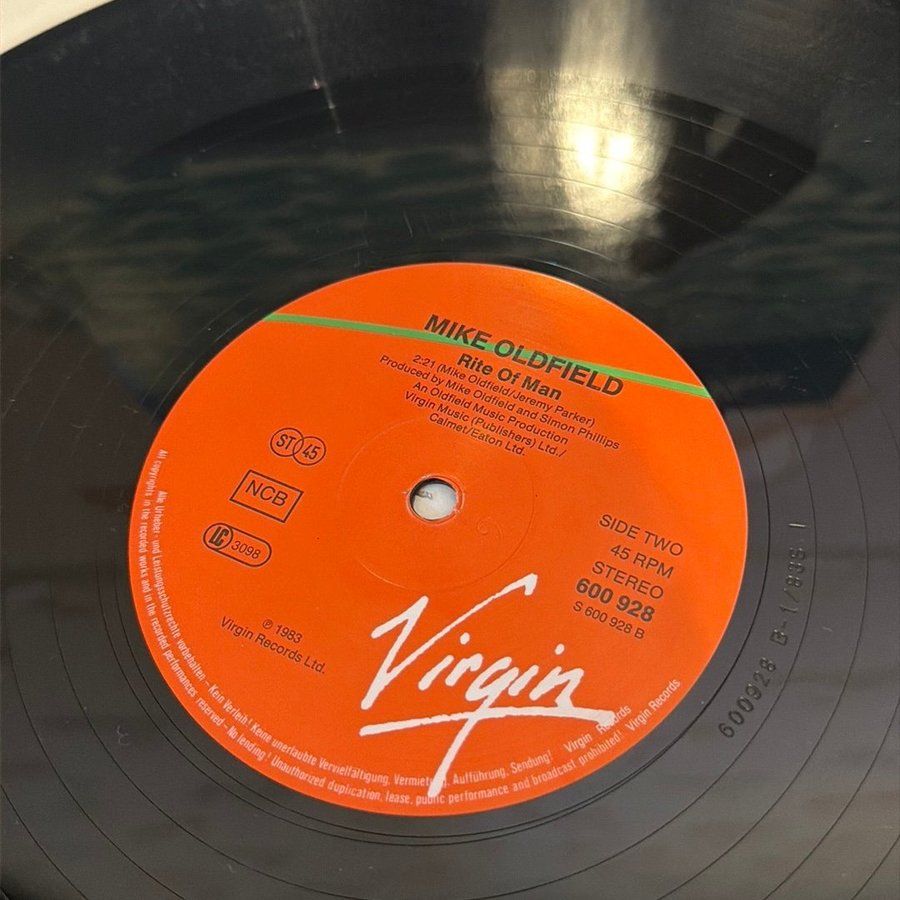 MIKE OLDFIELD
Rite Of Man
2:21 (Mike Oldfield/Jeremy Parker)
Produced by Mike Oldfield and Simon Phillips
An Oldfield Music Production
Virgin Music (Publishers) Ltd./
Calmet/Eaton Ltd.
ST 45
NCB
LC 3098
℗ 1983
Virgin Records Ltd.
SIDE TWO
45 RPM
STEREO
600 928
S 600 928 B
Virgin
Alle Urheber- und Leistungsschutzrechte vorbehalten – Kein Verleih! Keine unerlaubte Vervielfältigung, Vermietung, Aufführung, Sendung! Virgin Records
All copyrights in the recorded works and in the recorded performances reserved – No lending! Unauthorized duplication, lease, public performance and broadcast prohibited! Virgin Records
600928 B-1/83S I